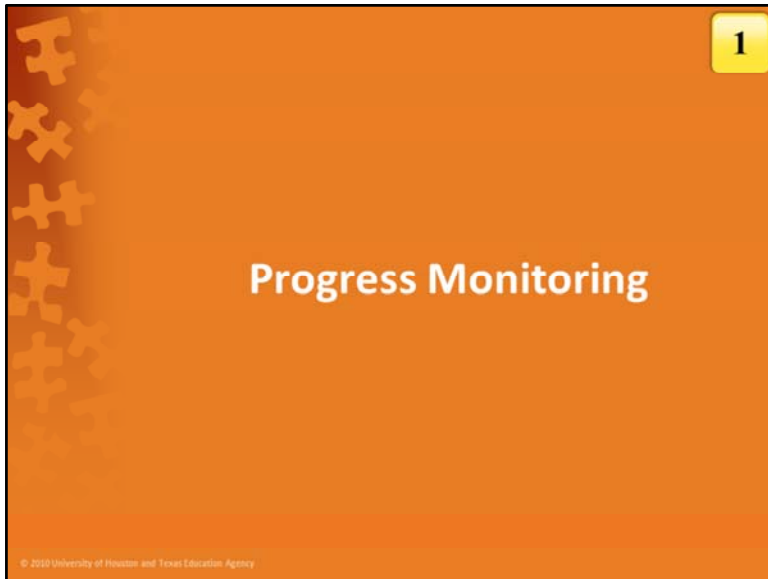 1
Progress Monitoring
© 2010 University of Houston and Texas Education Agency